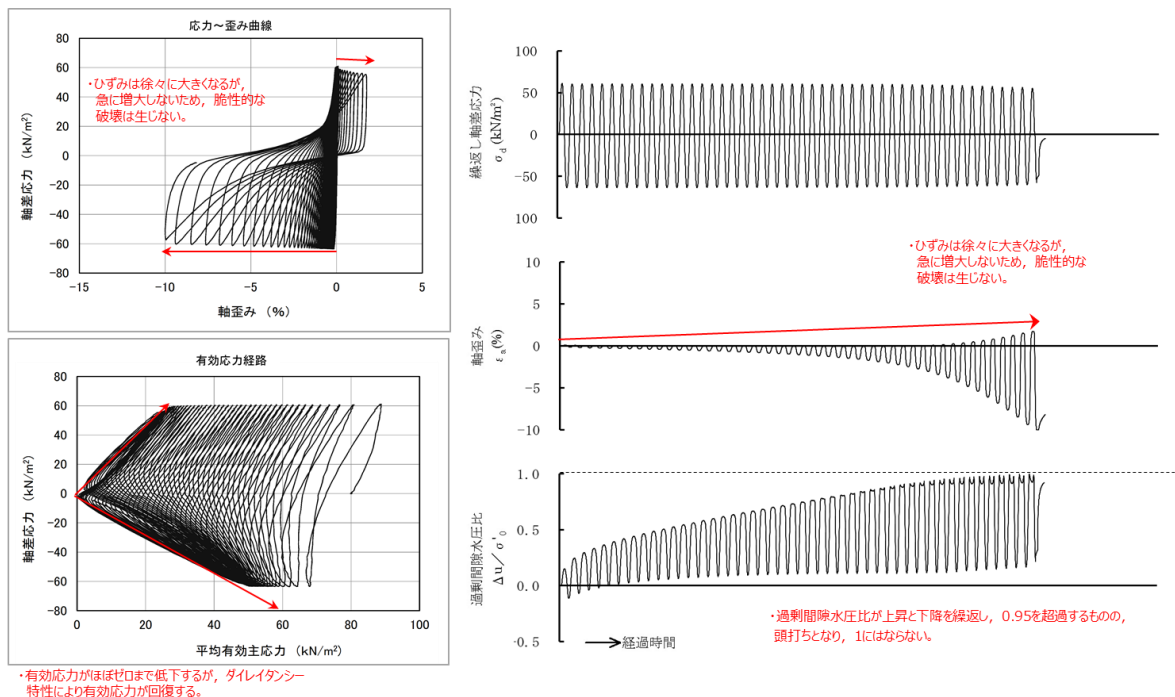 応力～歪み曲線
軸差応力 (kN/m²)
80
60
40
20
0
-20
-40
-60
-80
-15
-10
-5
0
5
軸歪み (%)
・ひずみは徐々に大きくなるが,
急に増大しないため, 脆性的な
破壊は生じない。
有効応力経路
軸差応力 (kN/m²)
80
60
40
20
0
-20
-40
-60
-80
0
20
40
60
80
100
平均有効主応力 (kN/m²)
・有効応力がほぼゼロまで低下するが, ダイレイタンシー
特性により有効応力が回復する。
繰返し軸差応力
σd (kN/m²)
100
50
0
-50
100
・ひずみは徐々に大きくなるが,
急に増大しないため, 脆性的な
破壊は生じない。
軸歪み
εa(%)
10
5
0
-5
-10
過剰間隙水圧比
Δu/σ'0
1.0
0.5
0.0
-0.5
経過時間
・過剰間隙水圧比が上昇と下降を繰返し, 0.95を超過するものの,
頭打ちとなり, 1にはならない。